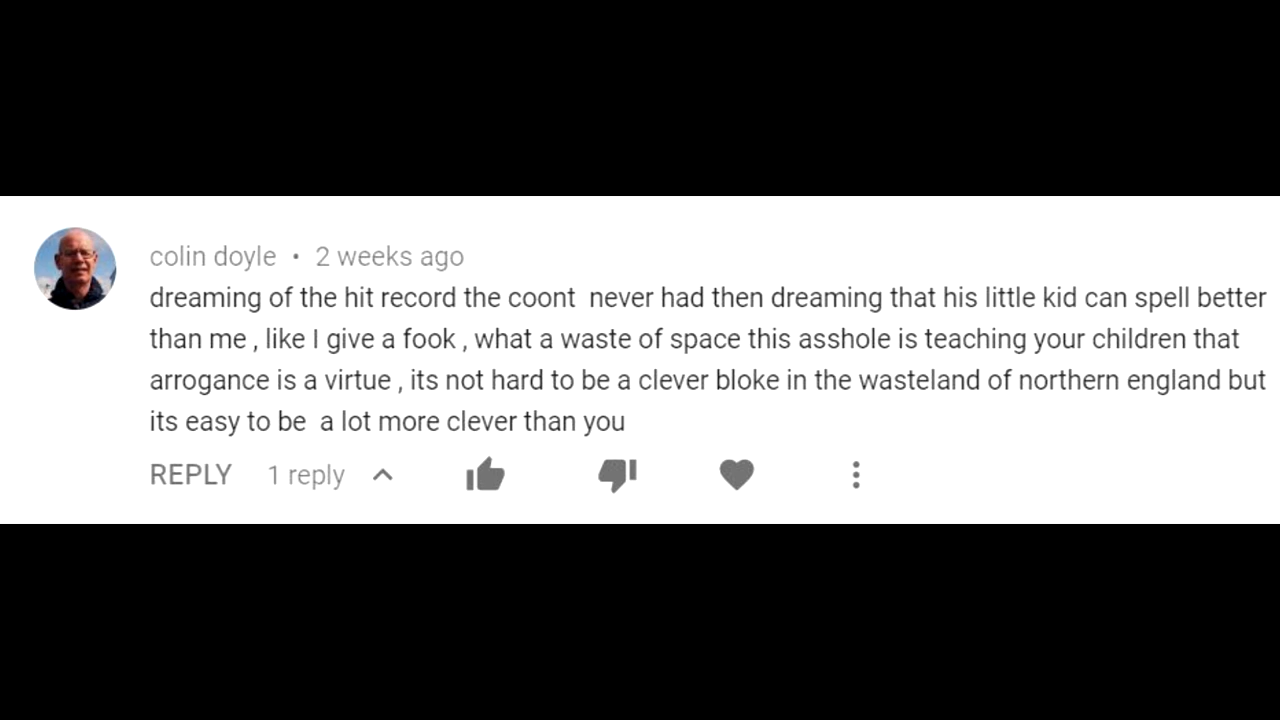 colin doyle • 2 weeks ago
dreaming of the hit record the coont  never had then dreaming that his little kid can spell better
than me , like I give a fook , what a waste of space this asshole is teaching your children that
arrogance is a virtue , its not hard to be a clever bloke in the wasteland of northern england but
its easy to be  a lot more clever than you
REPLY 1 reply